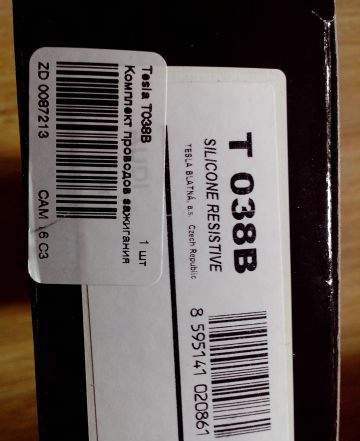 Tesla T038B
Комплект проводов зажигания
1 шт
ZD 0087213
CAM 6 C3
T 038B
SILICONE RESISTIVE
TESLA BLATNÁ, a.s. Czech Republic
8 595141 020861